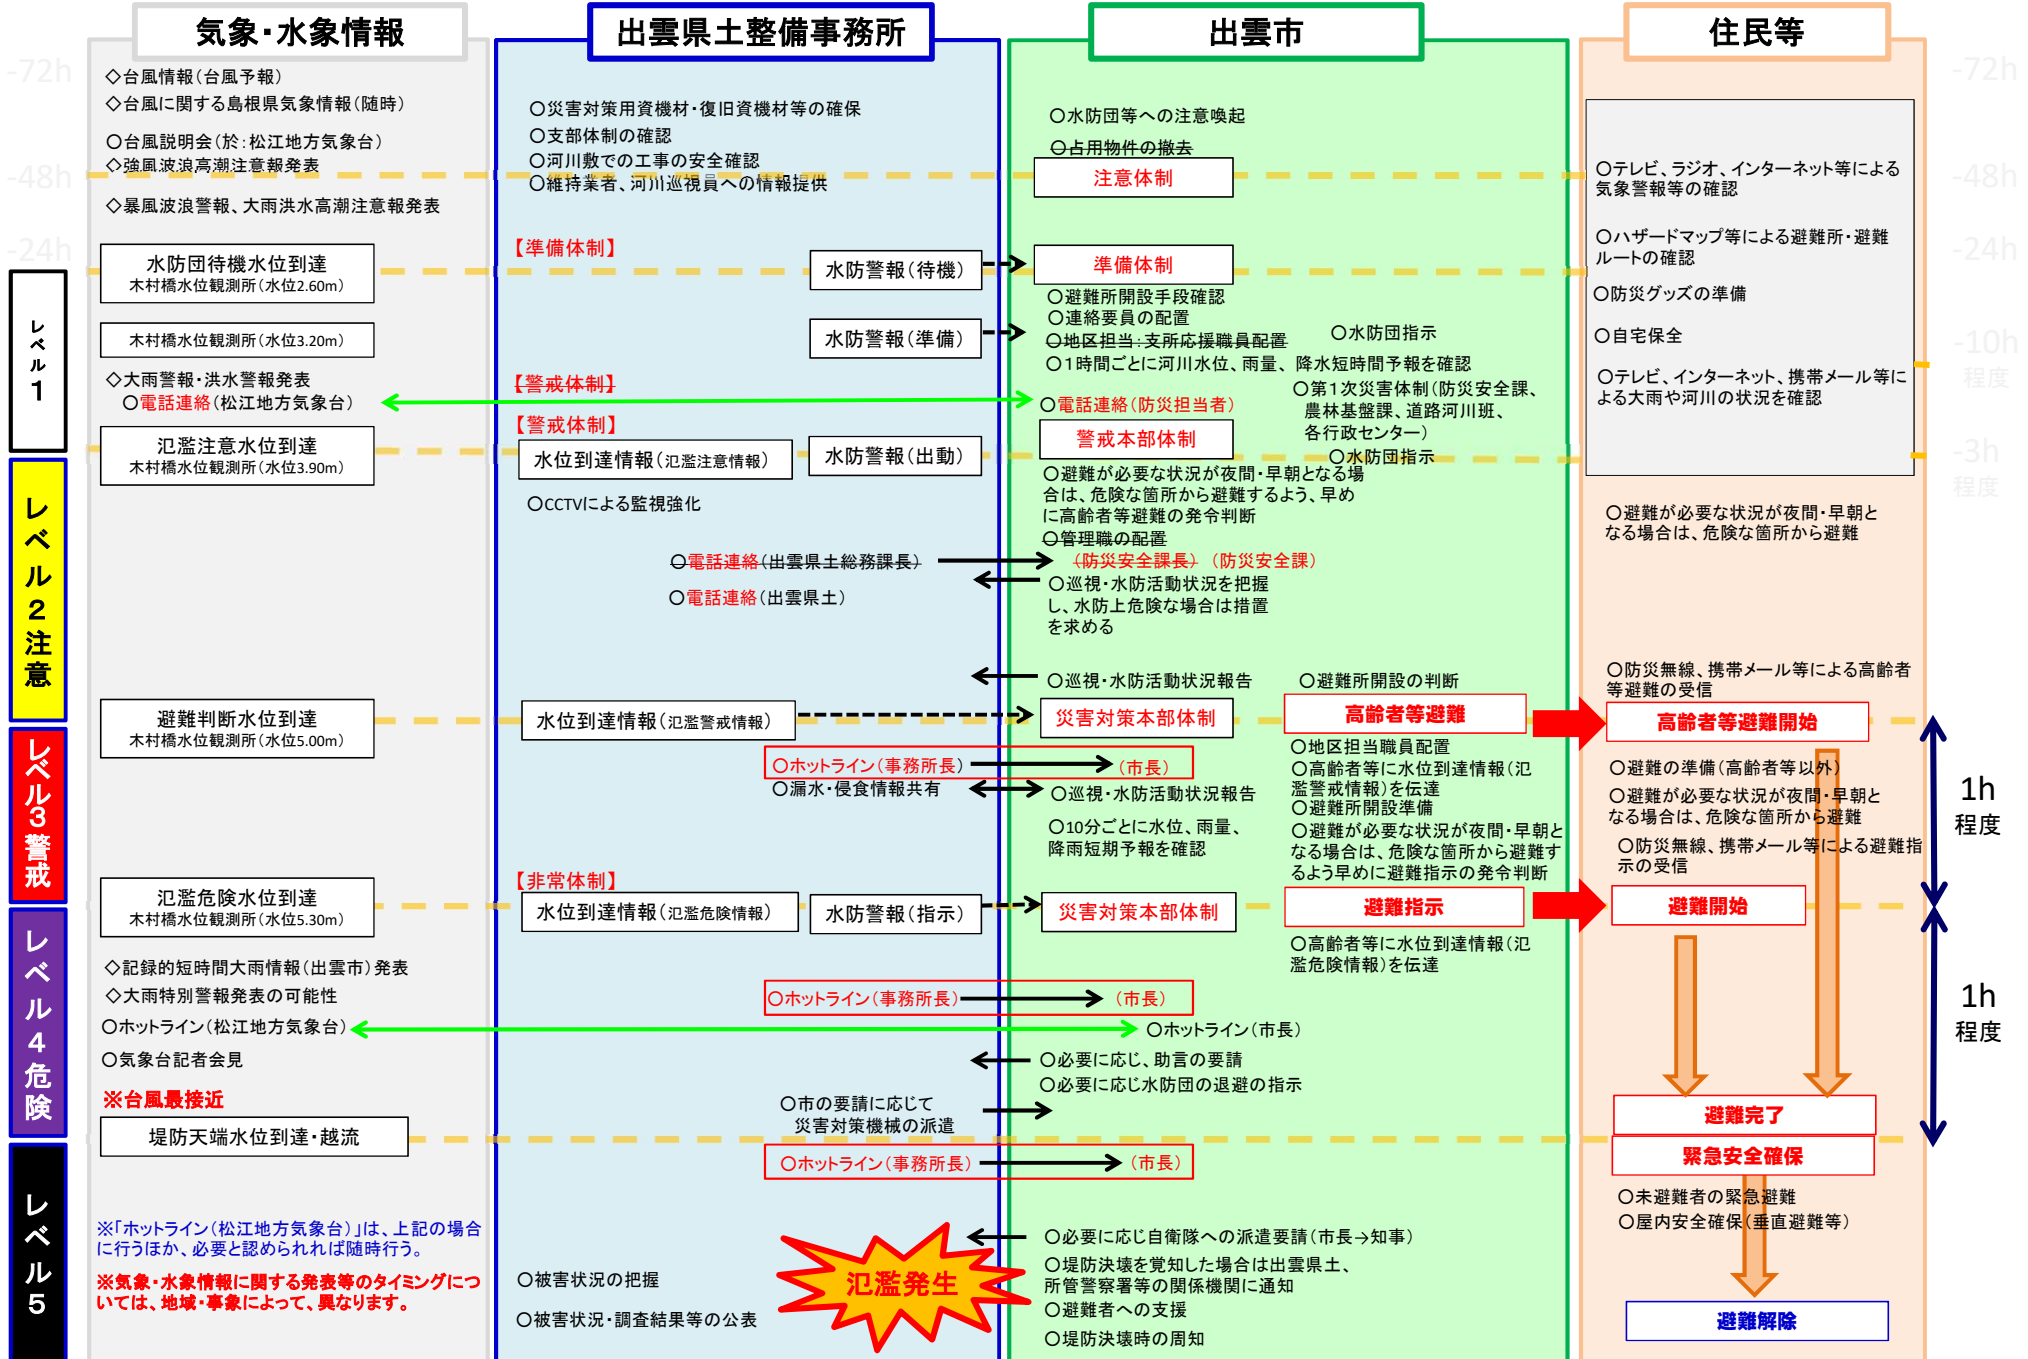 気象・水象情報
出雲県土整備事務所
出雲市
住民等
-72h
-48h
-24h
レベル1
レベル2注意
レベル3警戒
レベル4危険
レベル5
◇台風情報(台風予報)
◇台風に関する島根県気象情報(随時)
○台風説明会(於:松江地方気象台)
◇強風波浪高潮注意報発表
◇暴風波浪警報、大雨洪水高潮注意報発表
水防団待機水位到達
木村橋水位観測所(水位2.60m)
木村橋水位観測所(水位3.20m)
◇大雨警報・洪水警報発表
○電話連絡(松江地方気象台)
氾濫注意水位到達
木村橋水位観測所(水位3.90m)
避難判断水位到達
木村橋水位観測所(水位5.00m)
氾濫危険水位到達
木村橋水位観測所(水位5.30m)
◇記録的短時間大雨情報(出雲市)発表
◇大雨特別警報発表の可能性
○ホットライン(松江地方気象台)
○気象台記者会見
※台風最接近
堤防天端水位到達・越流
※「ホットライン(松江地方気象台)」は、上記の場合
に行うほか、必要と認められれば随時行う。
※気象・水象情報に関する発表等のタイミングにつ
いては、地域・事象によって、異なります。
○災害対策用資機材・復旧資機材等の確保
○支部体制の確認
○河川敷での工事の安全確認
○維持業者、河川巡視員への情報提供
【準備体制】
水防警報(待機)
水防警報(準備)
【警戒体制】
【警戒体制】
水位到達情報(氾濫注意情報)
水防警報(出動)
○CCTVによる監視強化
○電話連絡(出雲県土総務課長)
○電話連絡(出雲県土)
水位到達情報(氾濫警戒情報)
○ホットライン(事務所長)
(市長)
○漏水・侵食情報共有
【非常体制】
水位到達情報(氾濫危険情報)
水防警報(指示)
○ホットライン(事務所長)
(市長)
○市の要請に応じて
災害対策機械の派遣
○ホットライン(事務所長)
(市長)
氾濫発生
○被害状況の把握
○被害状況・調査結果等の公表
○水防団等への注意喚起
○占用物件の撤去
注意体制
準備体制
○避難所開設手段確認
○連絡要員の配置
○地区担当:支所応援職員配置
○水防団指示
○1時間ごとに河川水位、雨量、降水短時間予報を確認
○電話連絡(防災担当者)
○第1次災害体制(防災安全課、
農林基盤課、道路河川班、
各行政センター)
警戒本部体制
○水防団指示
○避難が必要な状況が夜間・早朝となる場
合は、危険な箇所から避難するよう、早め
に高齢者等避難の発令判断
○管理職の配置
(防災安全課長)
(防災安全課)
○巡視・水防活動状況を把握
し、水防上危険な場合は措置
を求める
○巡視・水防活動状況報告
○避難所開設の判断
災害対策本部体制
高齢者等避難
○地区担当職員配置
○高齢者等に水位到達情報(氾
濫警戒情報)を伝達
○避難所開設準備
○避難が必要な状況が夜間・早朝と
なる場合は、危険な箇所から避難す
るよう早めに避難指示の発令判断
○巡視・水防活動状況報告
○10分ごとに水位、雨量、
降雨短期予報を確認
災害対策本部体制
避難指示
○高齢者等に水位到達情報(氾
濫危険情報)を伝達
○ホットライン(市長)
○必要に応じ、助言の要請
○必要に応じ水防団の退避の指示
○必要に応じ自衛隊への派遣要請(市長→知事)
○堤防決壊を覚知した場合は出雲県土、
所管警察署等の関係機関に通知
○避難者への支援
○堤防決壊時の周知
○テレビ、ラジオ、インターネット等による
気象警報等の確認
○ハザードマップ等による避難所・避難
ルートの確認
○防災グッズの準備
○自宅保全
○テレビ、インターネット、携帯メール等に
よる大雨や河川の状況を確認
○避難が必要な状況が夜間・早朝と
なる場合は、危険な箇所から避難
○防災無線、携帯メール等による高齢者
等避難の受信
高齢者等避難開始
○避難の準備(高齢者等以外)
○避難が必要な状況が夜間・早朝と
なる場合は、危険な箇所から避難
○防災無線、携帯メール等による避難指
示の受信
避難開始
避難完了
緊急安全確保
○未避難者の緊急避難
○屋内安全確保(垂直避難等)
避難解除
-72h
-48h
-24h
-10h
程度
-3h
程度
1h
程度
1h
程度